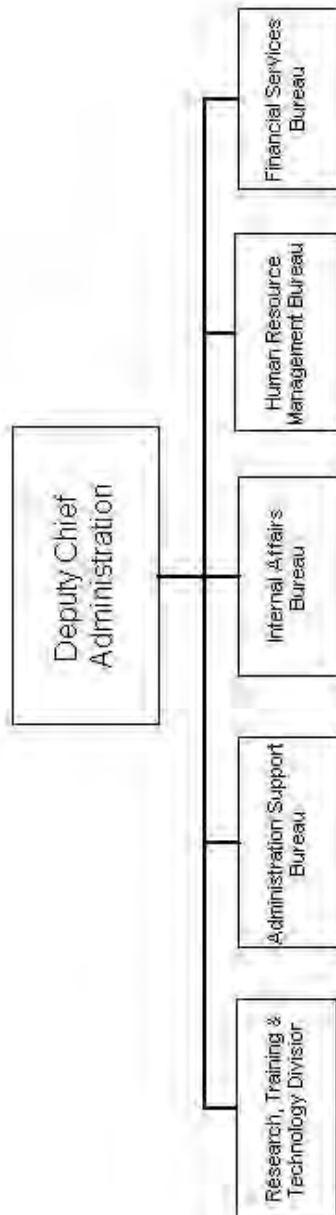 Deputy Chief
Administration
Research, Training &
Technology Division
Administration Support
Bureau
Internal Affairs
Bureau
Human Resource
Management Bureau
Financial Services
Bureau